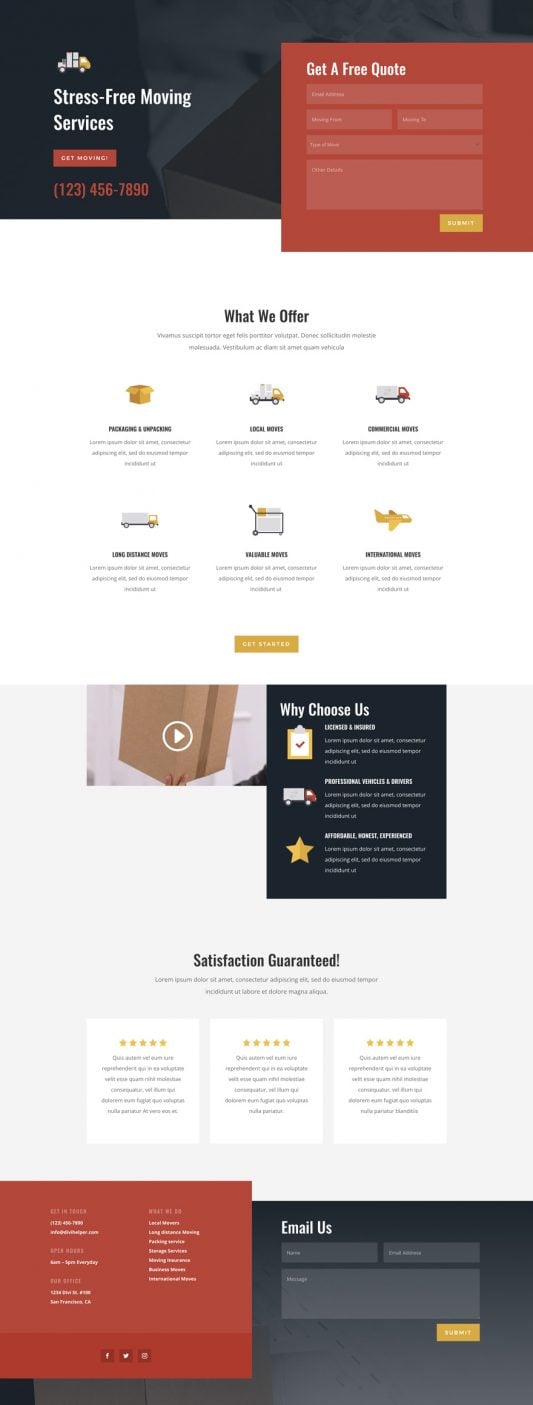 Stress-Free Moving
Services
GET MOVING!
(123) 456-7890
Get A Free Quote
Email Address
Moving From
Moving To
Type of Move
Other Details
SUBMIT
What We Offer
Vivamus suscipit tortor eget felis porttitor volutpat. Donec sollicitudin molestie
malesuada. Vestibulum ac diam sit amet quam vehicula
PACKAGING & UNPACKING
Lorem ipsum dolor sit amet, consectetur
adipiscing elit, sed do eiusmod tempor
incididunt ut
LOCAL MOVES
Lorem ipsum dolor sit amet, consectetur
adipiscing elit, sed do eiusmod tempor
incididunt ut
COMMERCIAL MOVES
Lorem ipsum dolor sit amet, consectetur
adipiscing elit, sed do eiusmod tempor
incididunt ut
LONG DISTANCE MOVES
Lorem ipsum dolor sit amet, consectetur
adipiscing elit, sed do eiusmod tempor
incididunt ut
VALUABLE MOVES
Lorem ipsum dolor sit amet, consectetur
adipiscing elit, sed do eiusmod tempor
incididunt ut
INTERNATIONAL MOVES
Lorem ipsum dolor sit amet, consectetur
adipiscing elit, sed do eiusmod tempor
incididunt ut
GET STARTED
Why Choose Us
LICENSED & INSURED
Lorem ipsum dolor sit amet, consectetur
adipiscing elit, sed do eiusmod tempor
incididunt ut
PROFESSIONAL VEHICLES & DRIVERS
Lorem ipsum dolor sit amet, consectetur
adipiscing elit, sed do eiusmod tempor
incididunt ut
AFFORDABLE, HONEST, EXPERIENCED
Lorem ipsum dolor sit amet, consectetur
adipiscing elit, sed do eiusmod tempor
incididunt ut
Satisfaction Guaranteed!
Lorem ipsum dolor sit amet, consectetur adipiscing elit, sed do eiusmod tempor
incididunt ut labore et dolore magna aliqua.
Quis autem vel eum iure
reprehenderit qui in ea voluptate
velit esse quam nihil molestiae
consequatur, vel illum qui
dolorem eum fugiat quo voluptas
nulla pariatur At vero eos et.
Quis autem vel eum iure
reprehenderit qui in ea voluptate
velit esse quam nihil molestiae
consequatur, vel illum qui
dolorem eum fugiat quo voluptas
nulla pariatur.
Quis autem vel eum iure
reprehenderit qui in ea voluptate
velit esse quam nihil molestiae
consequatur, vel illum qui
dolorem eum fugiat quo voluptas
nulla pariatur blanditiis
GET IN TOUCH
(123) 456-7890
info@divihelper.com
OPEN HOURS
6am – 5pm Everyday
OUR OFFICE
1234 Divi St. #100
San Francisco, CA
WHAT WE DO
Local Movers
Long distance Moving
Packing service
Storage Services
Moving Insurance
Business Moves
International Moves
Email Us
Name
Email Address
Message
SUBMIT